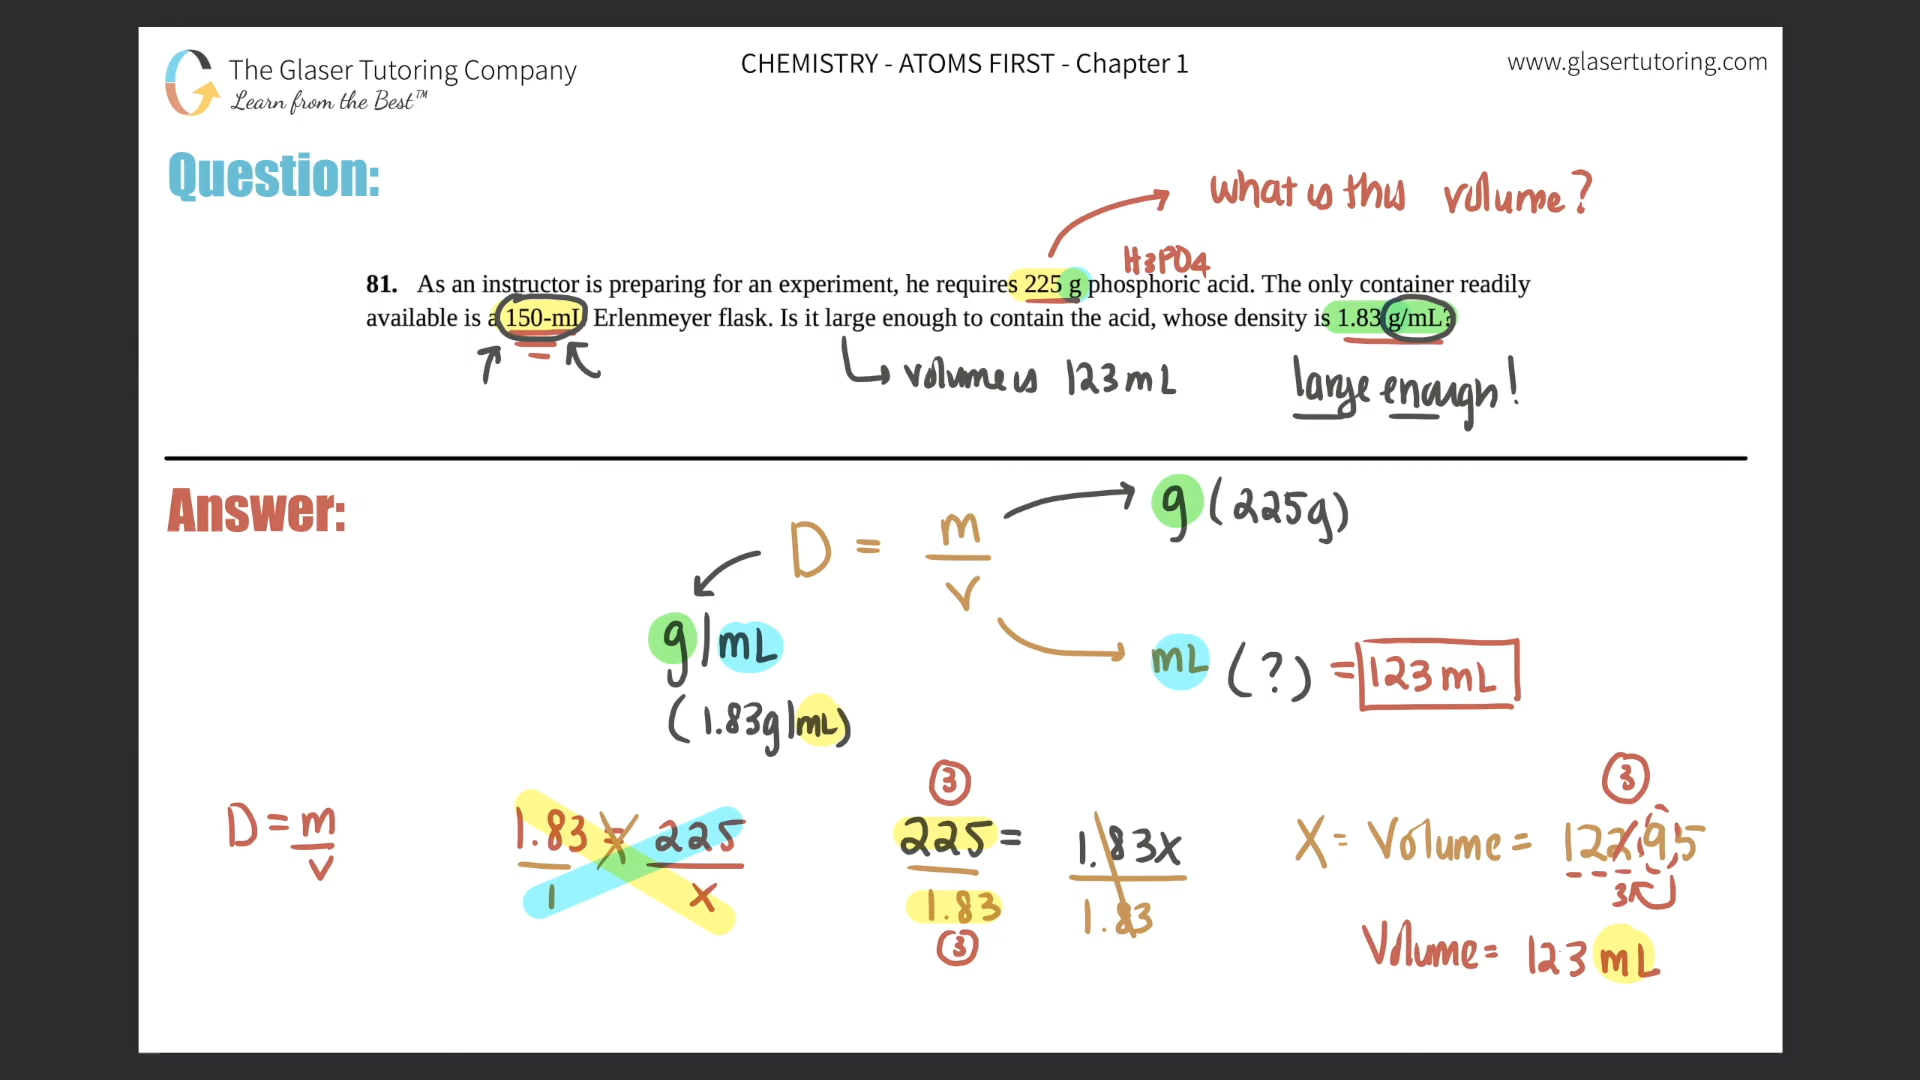 The Glaser Tutoring Company
Learn from the Best™
CHEMISTRY - ATOMS FIRST - Chapter 1
www.glasertutoring.com
Question:
what is this volume?
H3PO4
81. As an instructor is preparing for an experiment, he requires 225 g phosphoric acid. The only container readily
available is a 150-mL Erlenmeyer flask. Is it large enough to contain the acid, whose density is 1.83 g/mL?
volume is 123 mL
large enough!
Answer:
D = m/v
g (225g)
g/mL
(1.83g/mL)
mL (?) = 123 mL
D = m/v
1.83/1 = 225/x
3
225/1.83 = 1.83x/1.83
3
3
X = Volume = 122.95
3
Volume = 123 mL